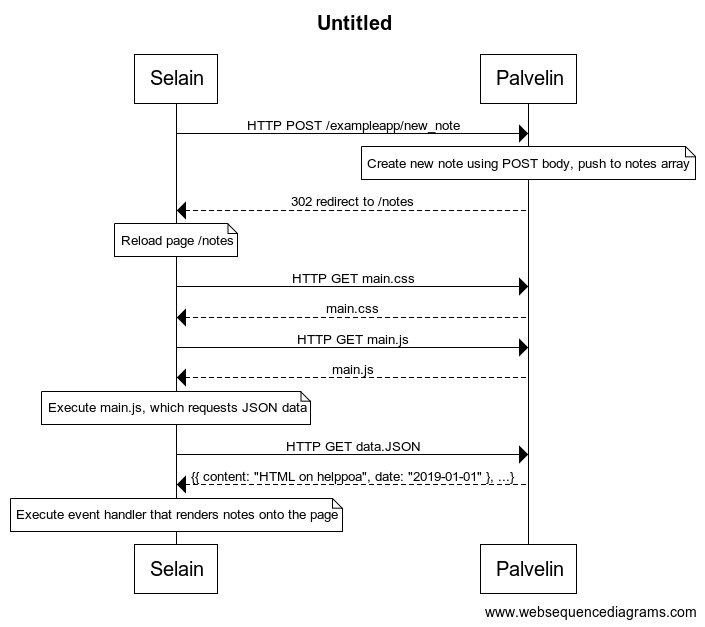 Untitled
Selain
Palvelin
HTTP POST /exampleapp/new_note
Create new note using POST body, push to notes array
302 redirect to /notes
Reload page /notes
HTTP GET main.css
main.css
HTTP GET main.js
main.js
Execute main.js, which requests JSON data
HTTP GET data.JSON
{{ content: "HTML on helppoa", date: "2019-01-01" }, ...}
Execute event handler that renders notes onto the page
Selain
Palvelin
www.websequencediagrams.com